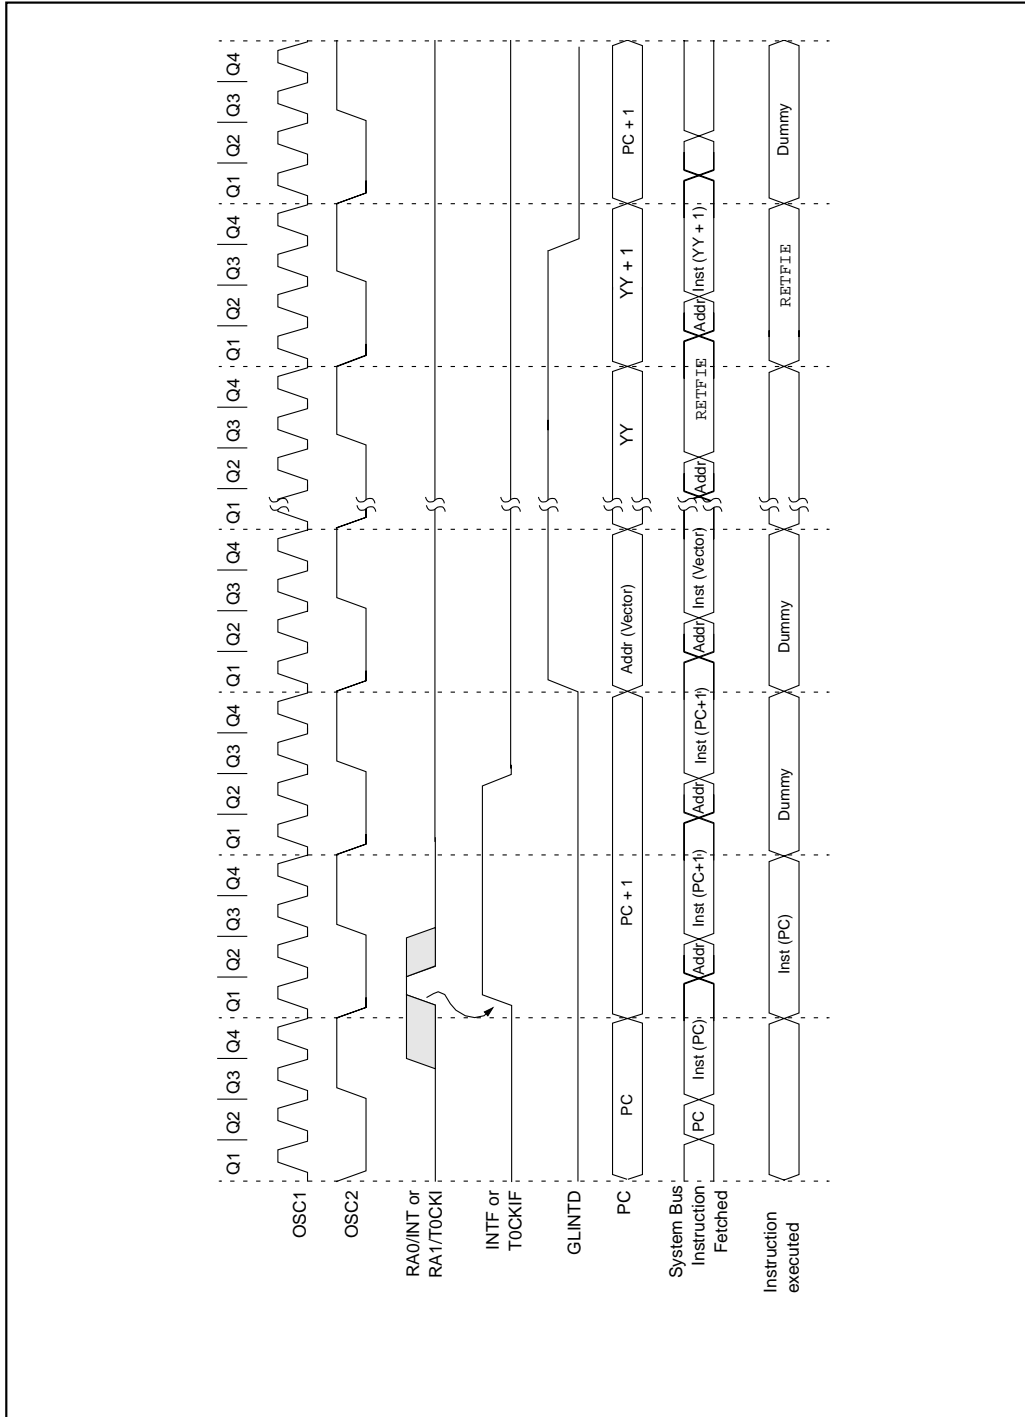 Q1 Q2 Q3 Q4 Q1 Q2 Q3 Q4 Q1 Q2 Q3 Q4 Q1 Q2 Q3 Q4 Q1 Q2 Q3 Q4 Q1 Q2 Q3 Q4 Q1 Q2 Q3 Q4
OSC1
OSC2
RA0/INT or
RA1/T0CKI
INTF or
T0CKIF
GLINTD
PC PC PC + 1 Addr (Vector) YY YY + 1 PC + 1
System Bus
Instruction
Fetched
PC Inst (PC) Addr Inst (PC+1) Addr Inst (PC+1) Addr Inst (Vector) Addr RETFIE Addr Inst (YY + 1)
Instruction
executed
Inst (PC) Dummy Dummy RETFIE Dummy